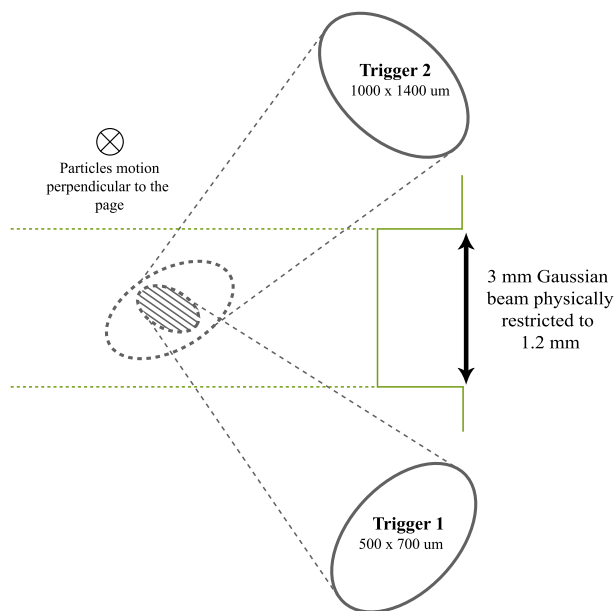 Trigger 2
1000 x 1400 um
Particles motion
perpendicular to the
page
3 mm Gaussian
beam physically
restricted to
1.2 mm
Trigger 1
500 x 700 um